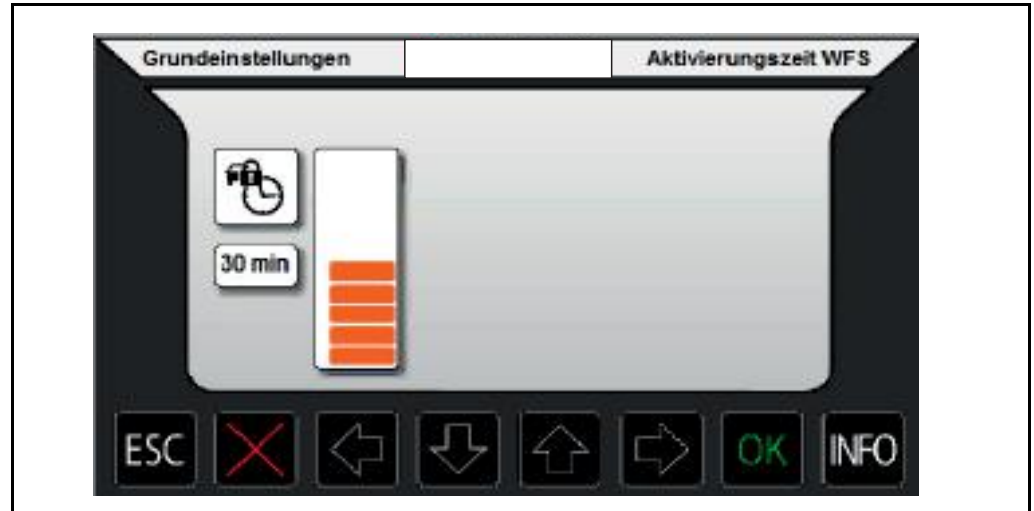 Grundeinstellungen
Aktivierungszeit WFS
30 min
ESC
OK
INFO